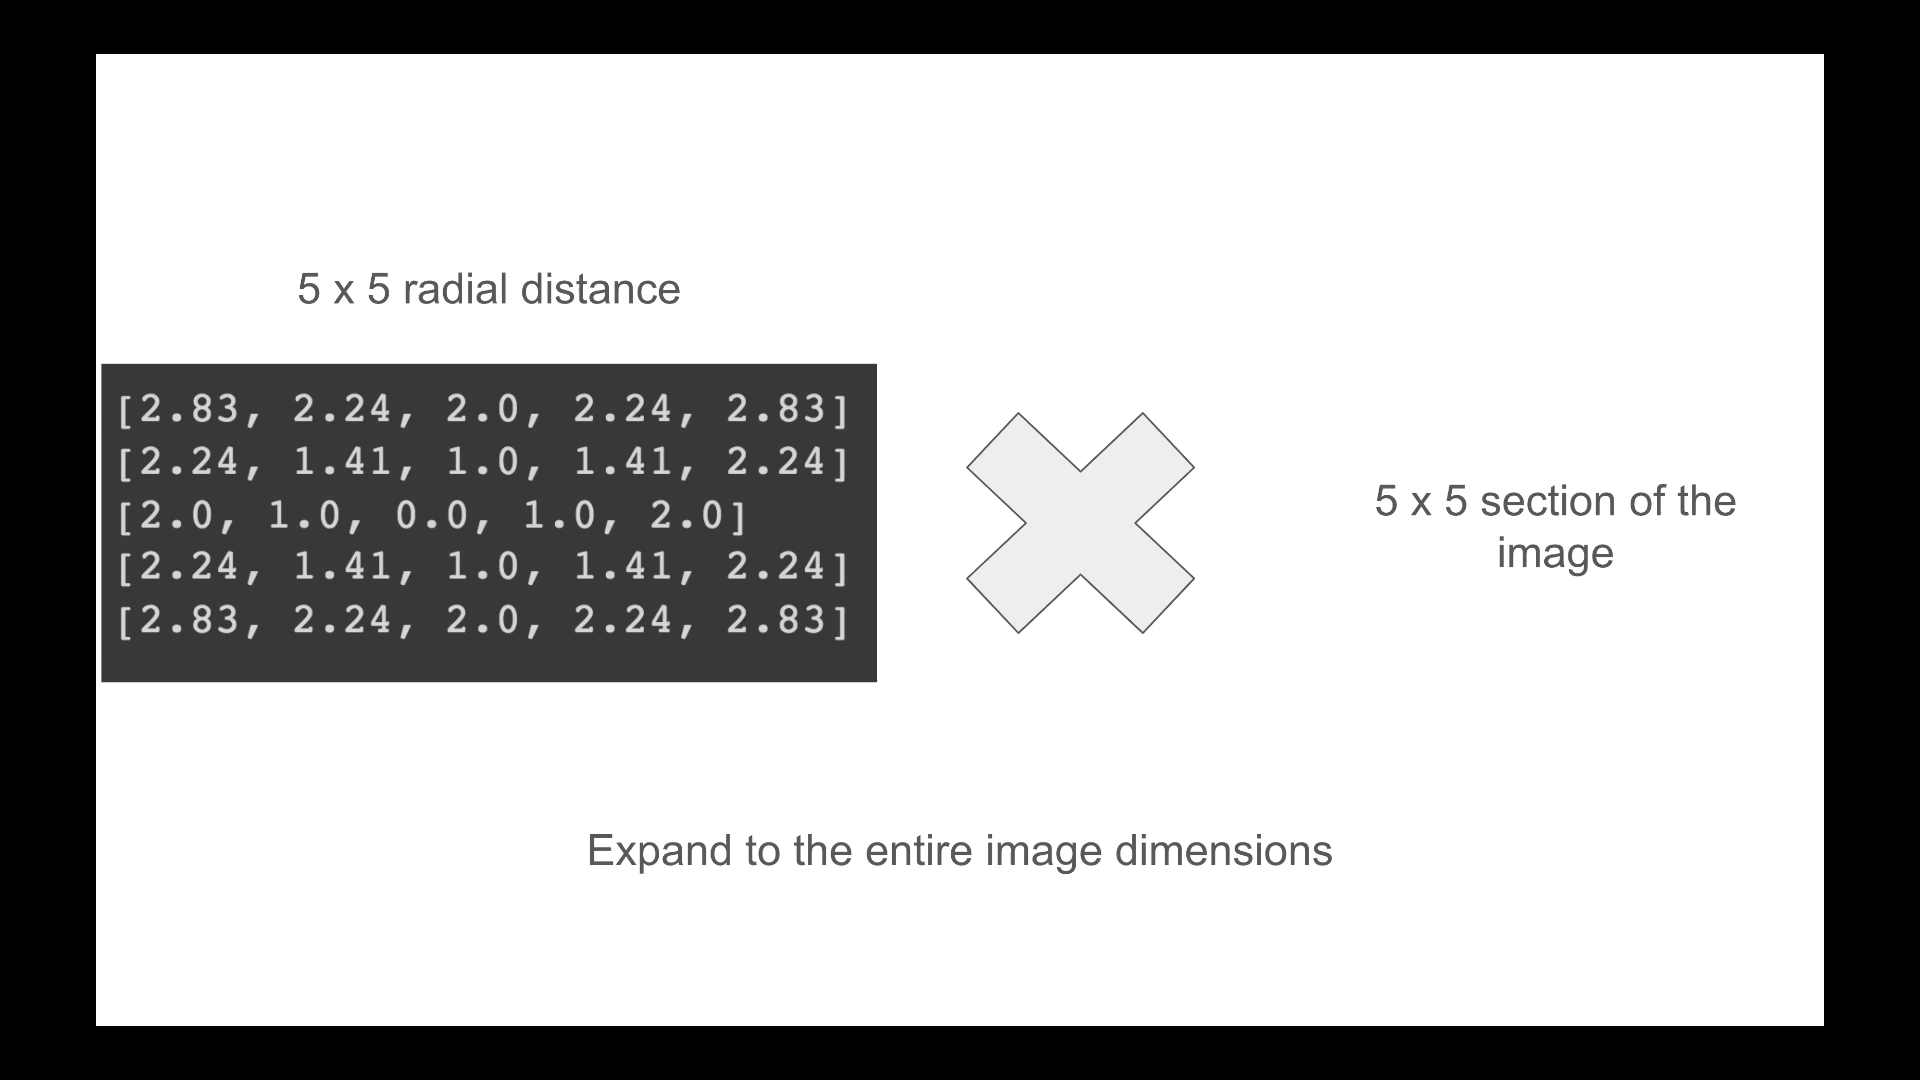 5 x 5 radial distance
[2.83, 2.24, 2.0, 2.24, 2.83]
[2.24, 1.41, 1.0, 1.41, 2.24]
[2.0, 1.0, 0.0, 1.0, 2.0]
[2.24, 1.41, 1.0, 1.41, 2.24]
[2.83, 2.24, 2.0, 2.24, 2.83]
5 x 5 section of the
image
Expand to the entire image dimensions